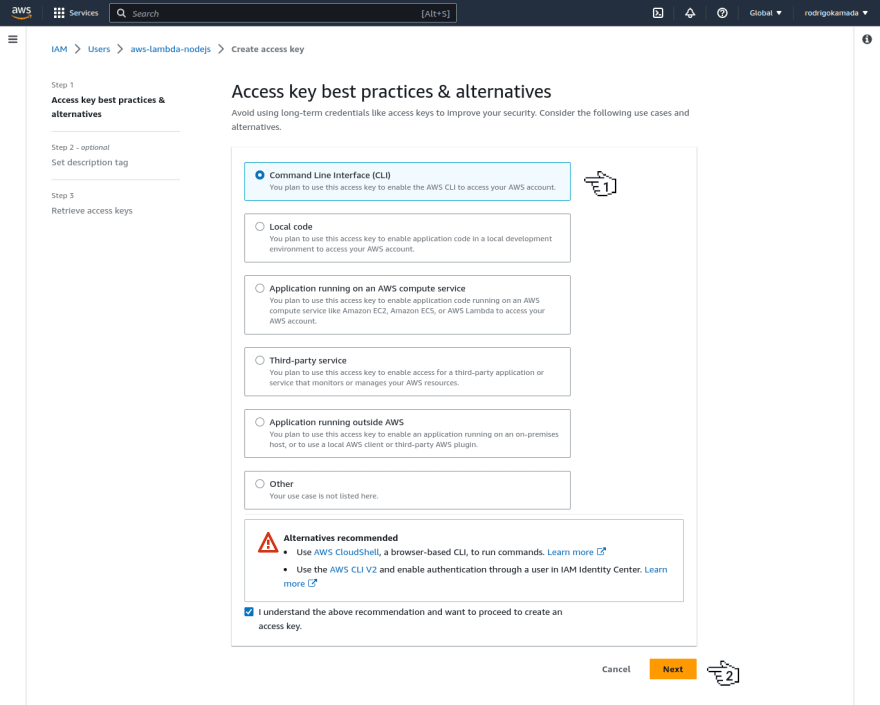 aws
Services
Search
[Alt+S]
Global
rodrigokamada
IAM
Users
aws-lambda-nodejs
Create access key
Step 1
Access key best practices &
alternatives
Step 2 - optional
Set description tag
Step 3
Retrieve access keys
Access key best practices & alternatives
Avoid using long-term credentials like access keys to improve your security. Consider the following use cases and
alternatives.
Command Line Interface (CLI)
You plan to use this access key to enable the AWS CLI to access your AWS account.
1
Local code
You plan to use this access key to enable application code in a local development
environment to access your AWS account.
Application running on an AWS compute service
You plan to use this access key to enable application code running on an AWS
compute service like Amazon EC2, Amazon ECS, or AWS Lambda to access your
AWS account.
Third-party service
You plan to use this access key to enable access for a third-party application or
service that monitors or manages your AWS resources.
Application running outside AWS
You plan to use this access key to enable an application running on an on-premises
host, or to use a local AWS client or third-party AWS plugin.
Other
Your use case is not listed here.
Alternatives recommended
• Use AWS CloudShell, a browser-based CLI, to run commands. Learn more
• Use the AWS CLI V2 and enable authentication through a user in IAM Identity Center. Learn
more
I understand the above recommendation and want to proceed to create an
access key.
Cancel
Next
2